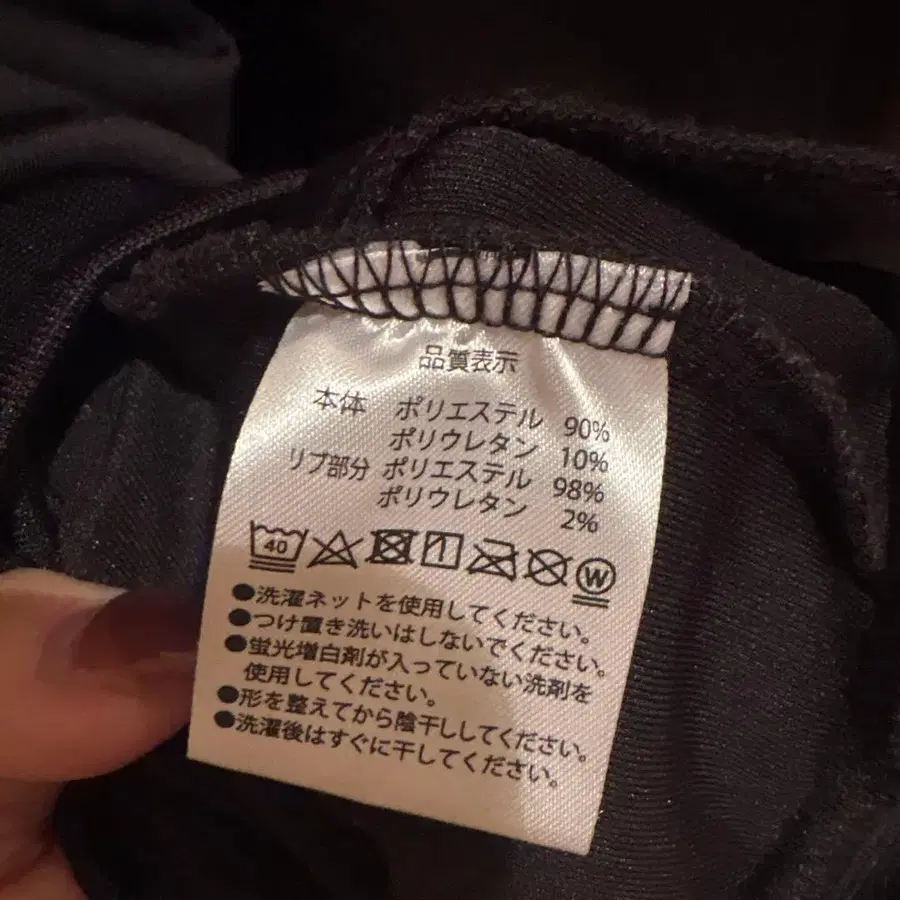 品質表示
本体 ポリエステル 90%
ポリウレタン 10%
リブ部分 ポリエステル 98%
ポリウレタン 2%
40 W
●洗濯ネットを使用してください。
●つけ置き洗いはしないでください。
●蛍光増白剤が入っていない洗剤を
使用してください。
●形を整えてから陰干ししてください。
●洗濯後はすぐに干してください。